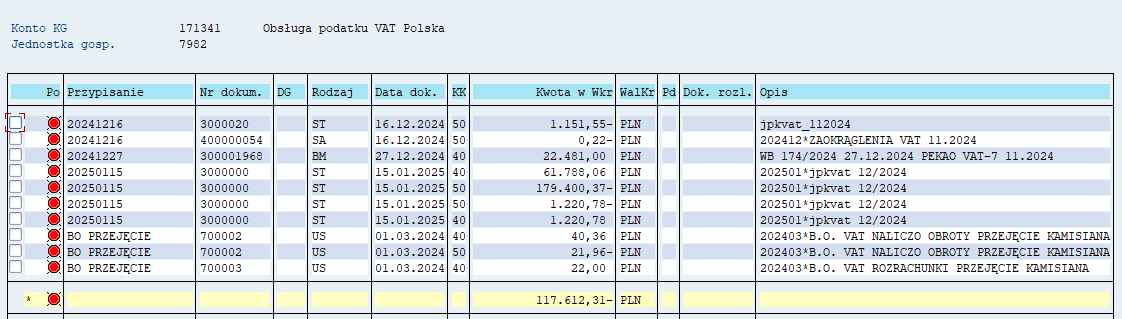 Konto KG 171341 Obsługa podatku VAT Polska
Jednostka gosp. 7982
Po Przypisanie Nr dokum. DG Rodzaj Data dok. KK Kwota w Wkr WalKr Pd Dok. rozl. Opis
20241216 3000020 ST 16.12.2024 50 1.151,55- PLN jpkvat_112024
20241216 400000054 SA 16.12.2024 50 0,22- PLN 202412*ZAOKRĄGLENIA VAT 11.2024
20241227 300001968 BM 27.12.2024 40 22.481,00 PLN WB 174/2024 27.12.2024 PEKAO VAT-7 11.2024
20250115 3000000 ST 15.01.2025 40 61.788,06 PLN 202501*jpkvat 12/2024
20250115 3000000 ST 15.01.2025 50 179.400,37- PLN 202501*jpkvat 12/2024
20250115 3000000 ST 15.01.2025 50 1.220,78- PLN 202501*jpkvat 12/2024
20250115 3000000 ST 15.01.2025 40 1.220,78 PLN 202501*jpkvat 12/2024
BO PRZEJĘCIE 700002 US 01.03.2024 40 40,36 PLN 202403*B.O. VAT NALICZO OBROTY PRZEJĘCIE KAMISIANA
BO PRZEJĘCIE 700002 US 01.03.2024 50 21,96- PLN 202403*B.O. VAT NALICZO OBROTY PRZEJĘCIE KAMISIANA
BO PRZEJĘCIE 700003 US 01.03.2024 40 22,00 PLN 202403*B.O. VAT ROZRACHUNKI PRZEJĘCIE KAMISIANA
* 117.612,31- PLN